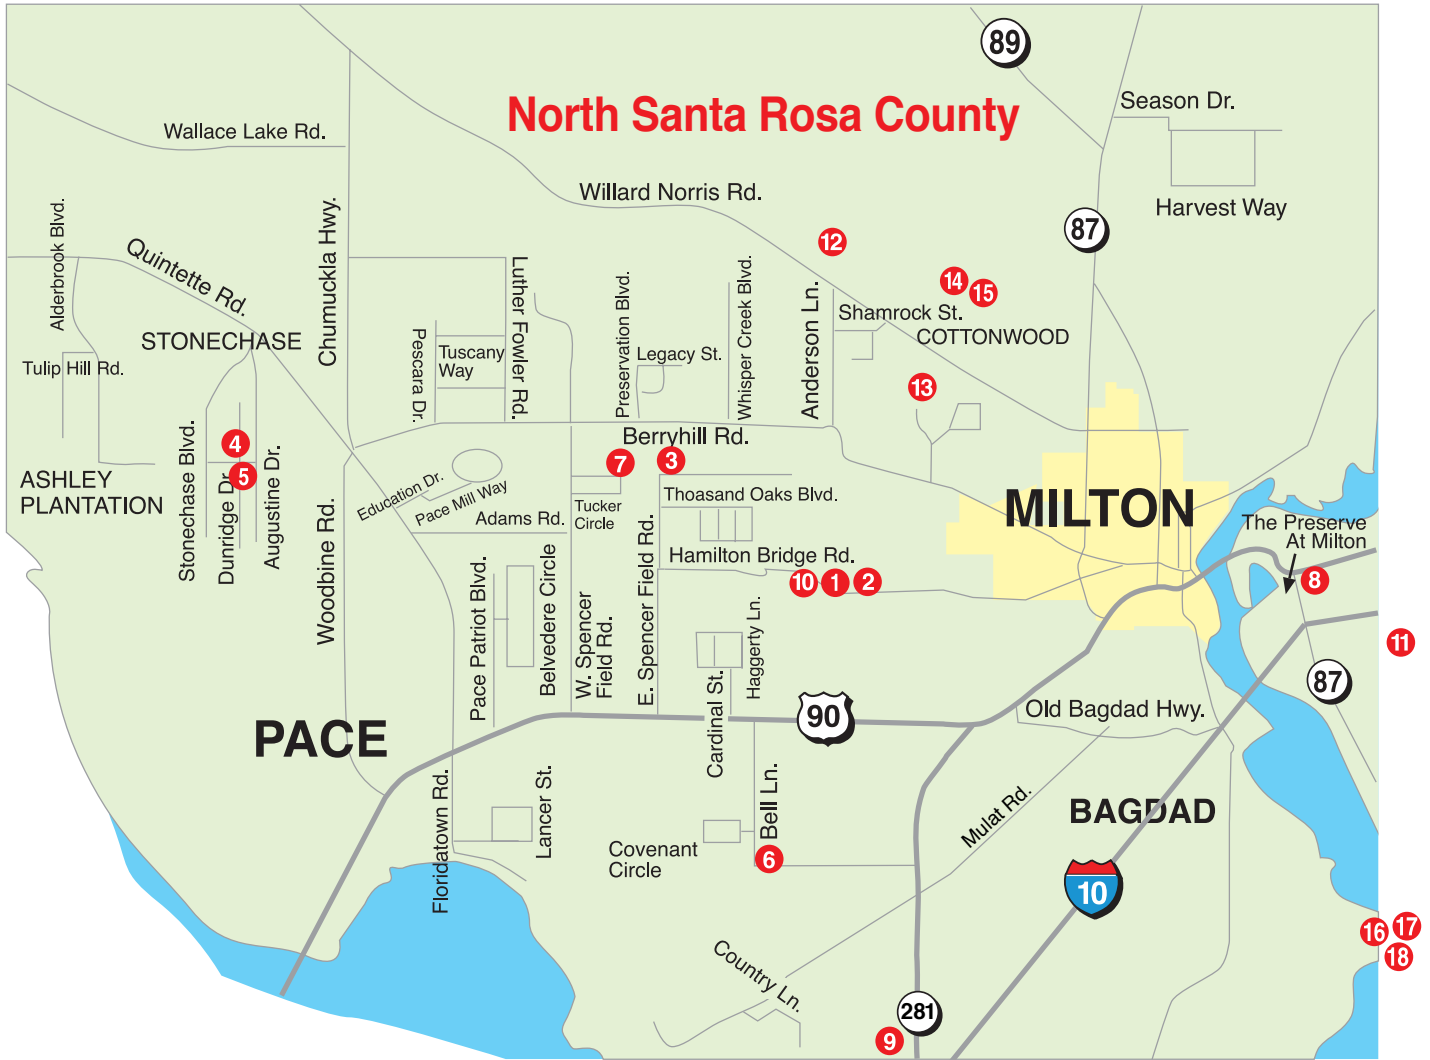 89
Season Dr.
North Santa Rosa County
Wallace Lake Rd.
Willard Norris Rd.
Harvest Way
87
12
Alderbrook Blvd.
Quintette Rd.
Chumuckla Hwy.
Luther Fowler Rd.
Preservation Blvd.
Whisper Creek Blvd.
Anderson Ln.
14
15
Shamrock St.
COTTONWOOD
STONECHASE
Pescara Dr.
Tuscany
Way
Legacy St.
Tulip Hill Rd.
13
Berryhill Rd.
4
5
7
3
ASHLEY
PLANTATION
Stonechase Blvd.
Dunridge Dr.
Augustine Dr.
Woodbine Rd.
Education Dr.
Pace Mill Way
Adams Rd.
Tucker
Circle
Thoasand Oaks Blvd.
MILTON
The Preserve
At Milton
Hamilton Bridge Rd.
10
1
2
8
Pace Patriot Blvd.
Belvedere Circle
W. Spencer
Field Rd.
E. Spencer Field Rd.
Haggerty Ln.
Cardinal St.
11
87
PACE
90
Old Bagdad Hwy.
Floridatown Rd.
Lancer St.
Bell Ln.
Mulat Rd.
BAGDAD
Covenant
Circle
6
10
16
17
18
Country Ln.
281
9